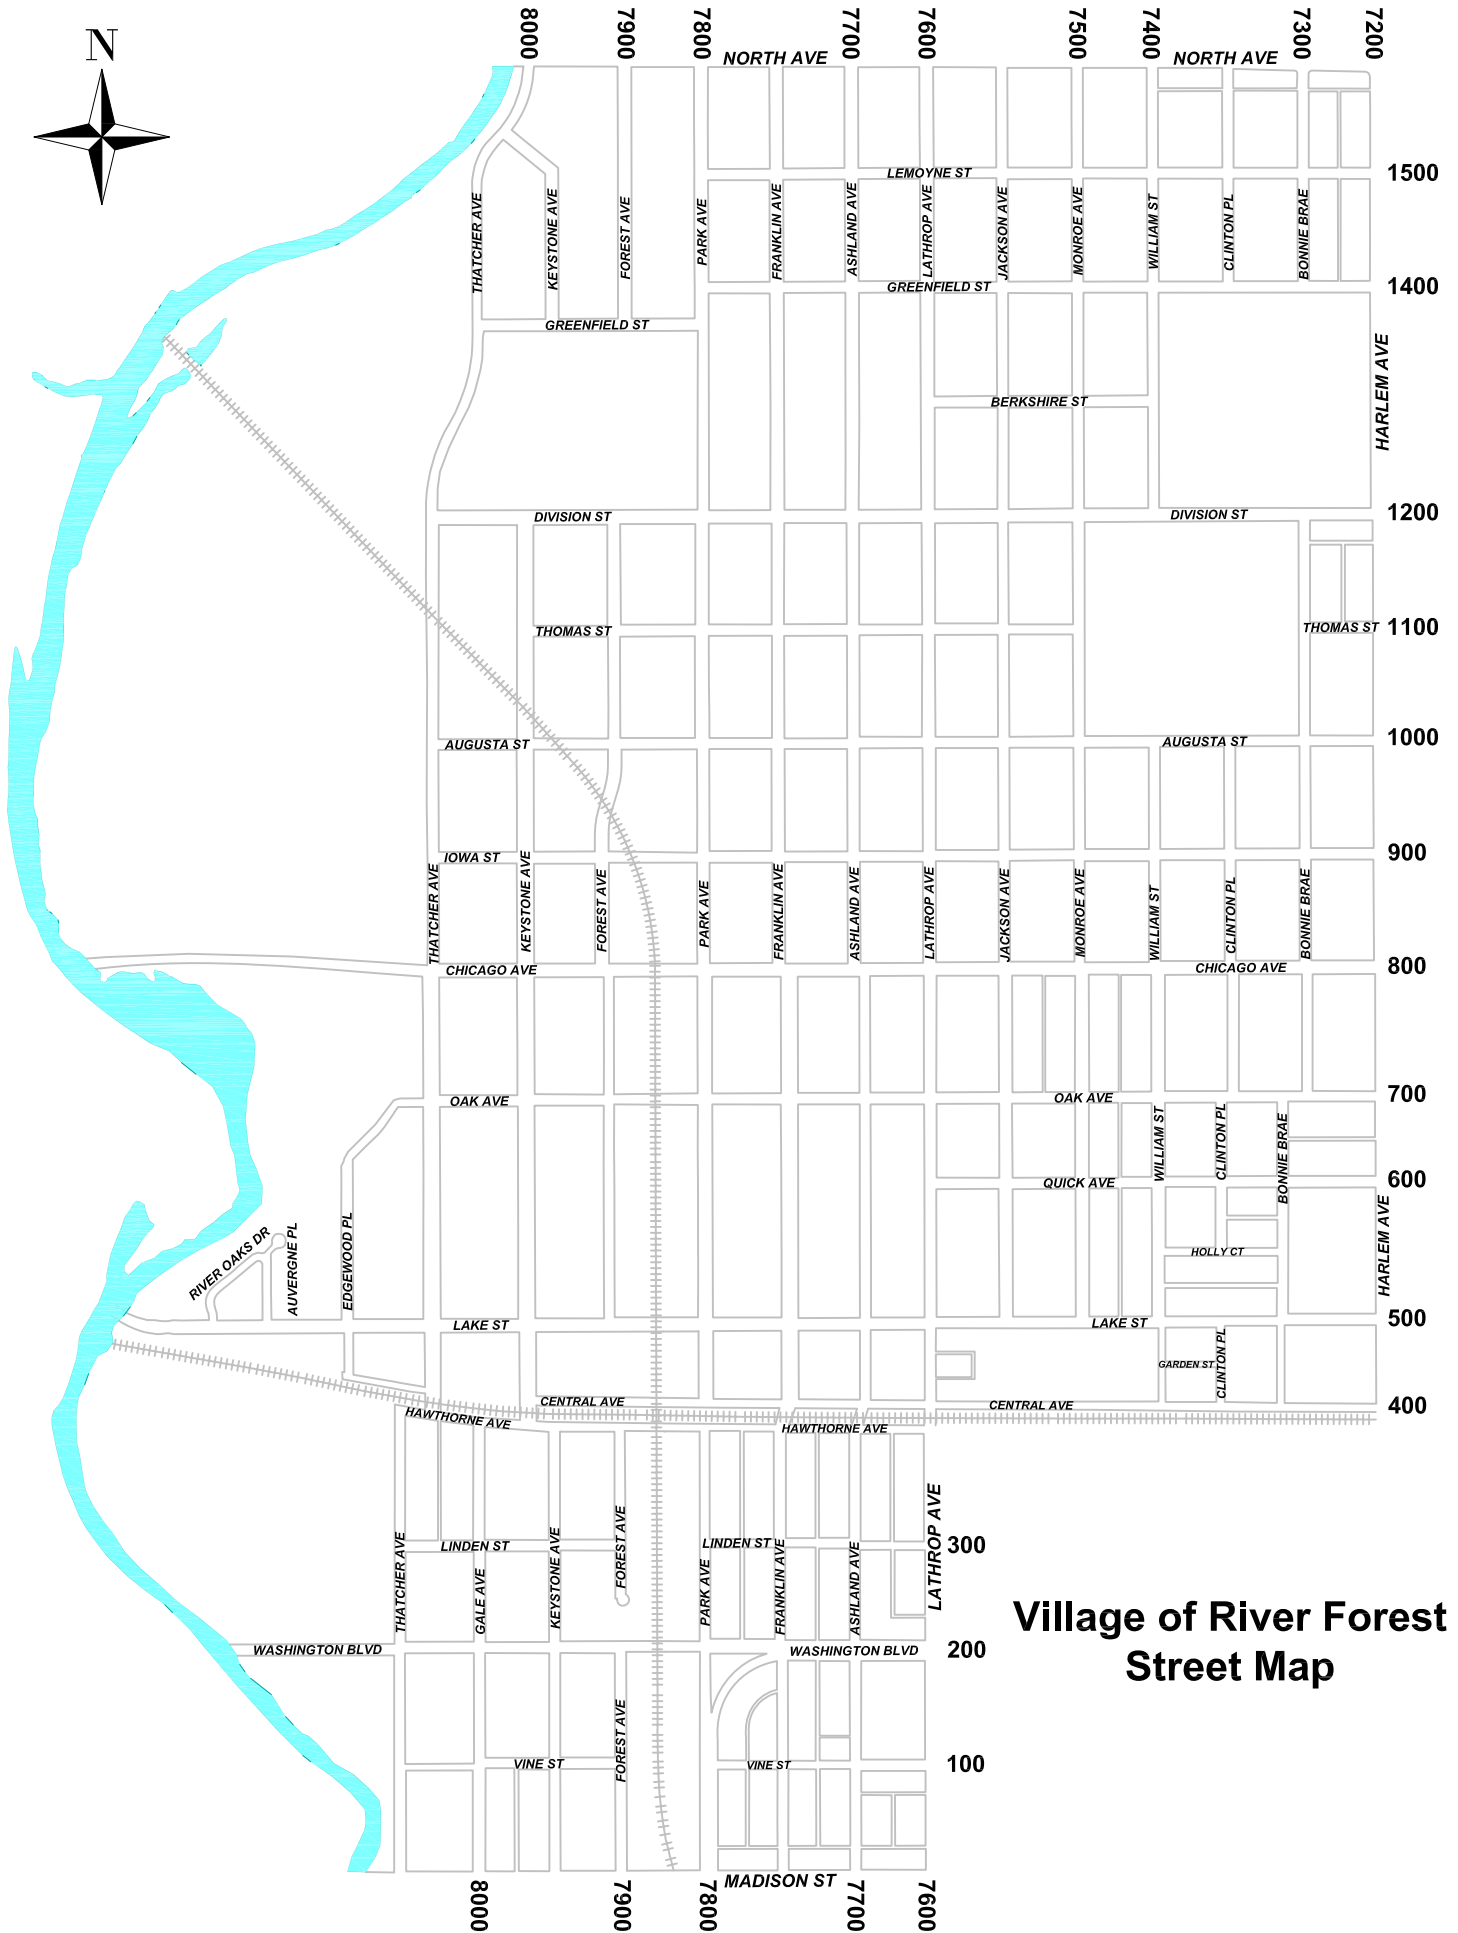 8000
7900
7800
7700
7600
7500
7400
7300
7200
N
NORTH AVE
NORTH AVE
1500
LEMOYNE ST
THATCHER AVE
KEYSTONE AVE
FOREST AVE
PARK AVE
FRANKLIN AVE
ASHLAND AVE
LATHROP AVE
JACKSON AVE
MONROE AVE
WILLIAM ST
CLINTON PL
BONNIE BRAE
1400
GREENFIELD ST
GREENFIELD ST
HARLEM AVE
BERKSHIRE ST
1200
DIVISION ST
DIVISION ST
1100
THOMAS ST
THOMAS ST
1000
AUGUSTA ST
AUGUSTA ST
900
IOWA ST
THATCHER AVE
KEYSTONE AVE
FOREST AVE
PARK AVE
FRANKLIN AVE
ASHLAND AVE
LATHROP AVE
JACKSON AVE
MONROE AVE
WILLIAM ST
CLINTON PL
BONNIE BRAE
800
CHICAGO AVE
CHICAGO AVE
700
OAK AVE
OAK AVE
WILLIAM ST
CLINTON PL
BONNIE BRAE
600
QUICK AVE
RIVER OAKS DR
AUVERGNE PL
EDGEWOOD PL
HOLLY CT
HARLEM AVE
500
LAKE ST
LAKE ST
GARDEN ST
CLINTON PL
400
CENTRAL AVE
CENTRAL AVE
HAWTHORNE AVE
HAWTHORNE AVE
LATHROP AVE
300
LINDEN ST
LINDEN ST
THATCHER AVE
GALE AVE
KEYSTONE AVE
FOREST AVE
PARK AVE
FRANKLIN AVE
ASHLAND AVE
Village of River Forest
Street Map
200
WASHINGTON BLVD
WASHINGTON BLVD
FOREST AVE
100
VINE ST
VINE ST
MADISON ST
8000
7900
7800
7700
7600